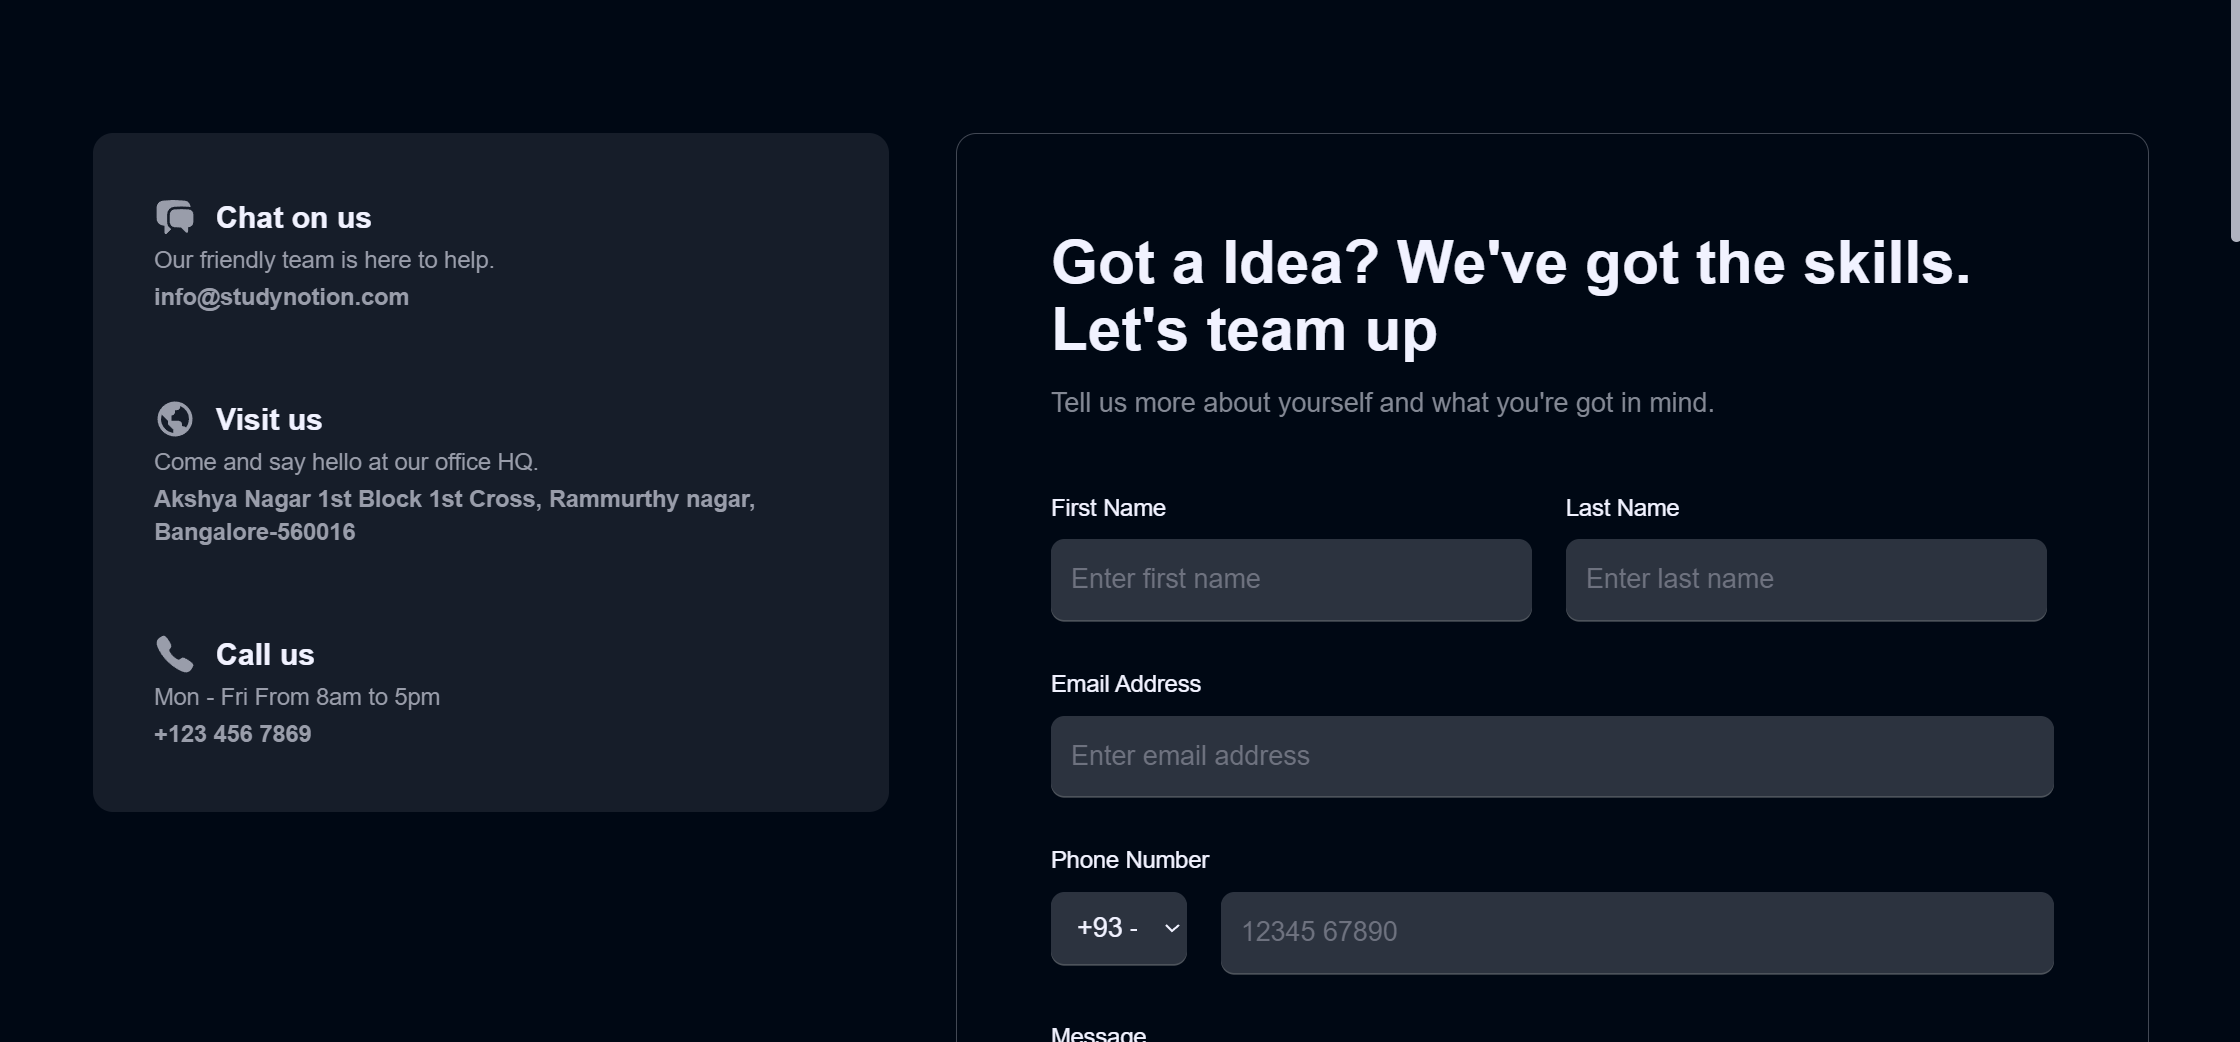 Chat on us
Our friendly team is here to help.
info@studynotion.com
Visit us
Come and say hello at our office HQ.
Akshya Nagar 1st Block 1st Cross, Rammurthy nagar,
Bangalore-560016
Call us
Mon - Fri From 8am to 5pm
+123 456 7869
Got a Idea? We've got the skills.
Let's team up
Tell us more about yourself and what you're got in mind.
First Name
Last Name
Enter first name
Enter last name
Email Address
Enter email address
Phone Number
+93 -
12345 67890
Message